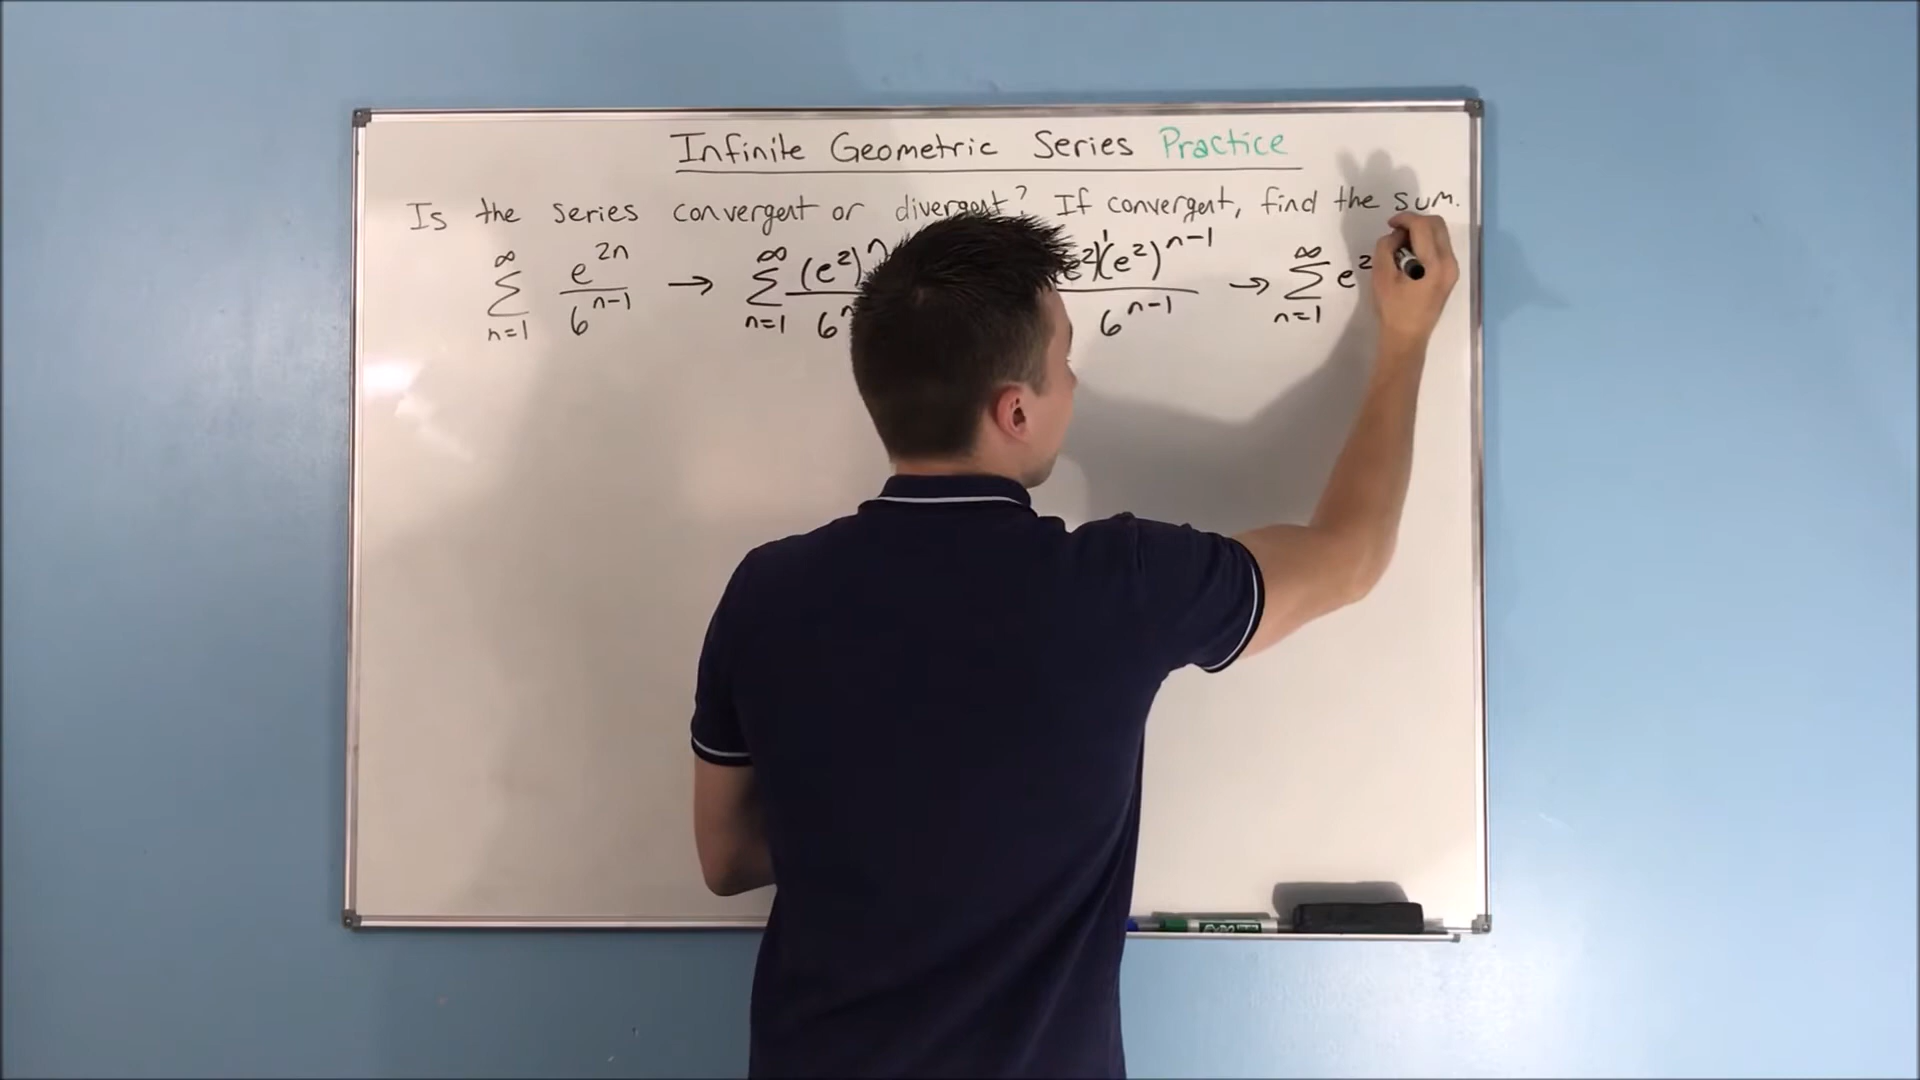 Infinite Geometric Series Practice
Is the series convergent or divergent? If convergent, find the sum.
∞ ∑ n=1 e^{2n} / 6^{n-1} → ∞ ∑ n=1 (e²)^n / 6 e²)^1 (e²)^{n-1} / 6^{n-1} → ∞ ∑ n=1 e²